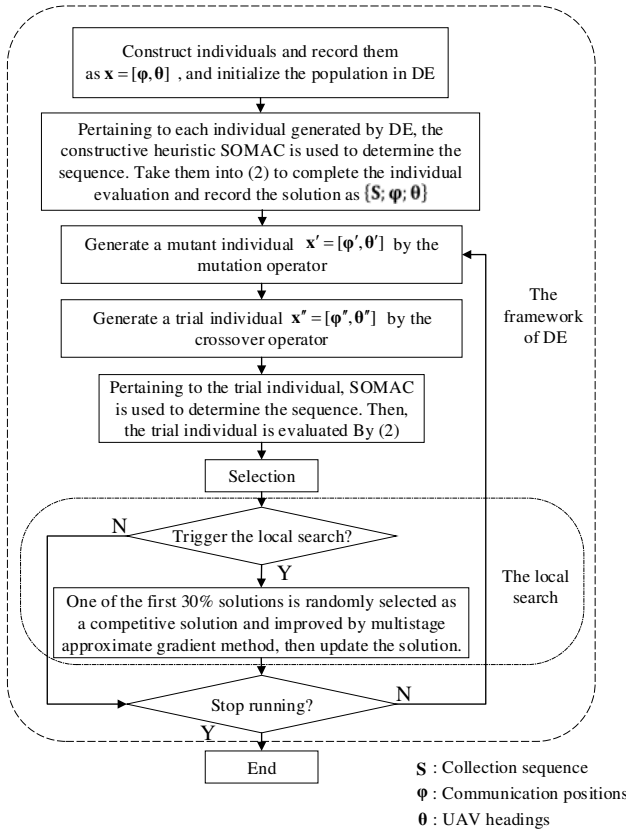 Construct individuals and record them
as x = [φ, θ] , and initialize the population in DE
Pertaining to each individual generated by DE, the
constructive heuristic SOMAC is used to determine the
sequence. Take them into (2) to complete the individual
evaluation and record the solution as {S; φ; θ}
Generate a mutant individual x′ = [φ′, θ′] by the
mutation operator
Generate a trial individual x″ = [φ″, θ″] by the
crossover operator
The
framework
of DE
Pertaining to the trial individual, SOMAC
is used to determine the sequence. Then,
the trial individual is evaluated By (2)
Selection
N
Trigger the local search?
Y
The local
search
One of the first 30% solutions is randomly selected as
a competitive solution and improved by multistage
approximate gradient method, then update the solution.
N
Stop running?
Y
End
S : Collection sequence
φ : Communication positions
θ : UAV headings